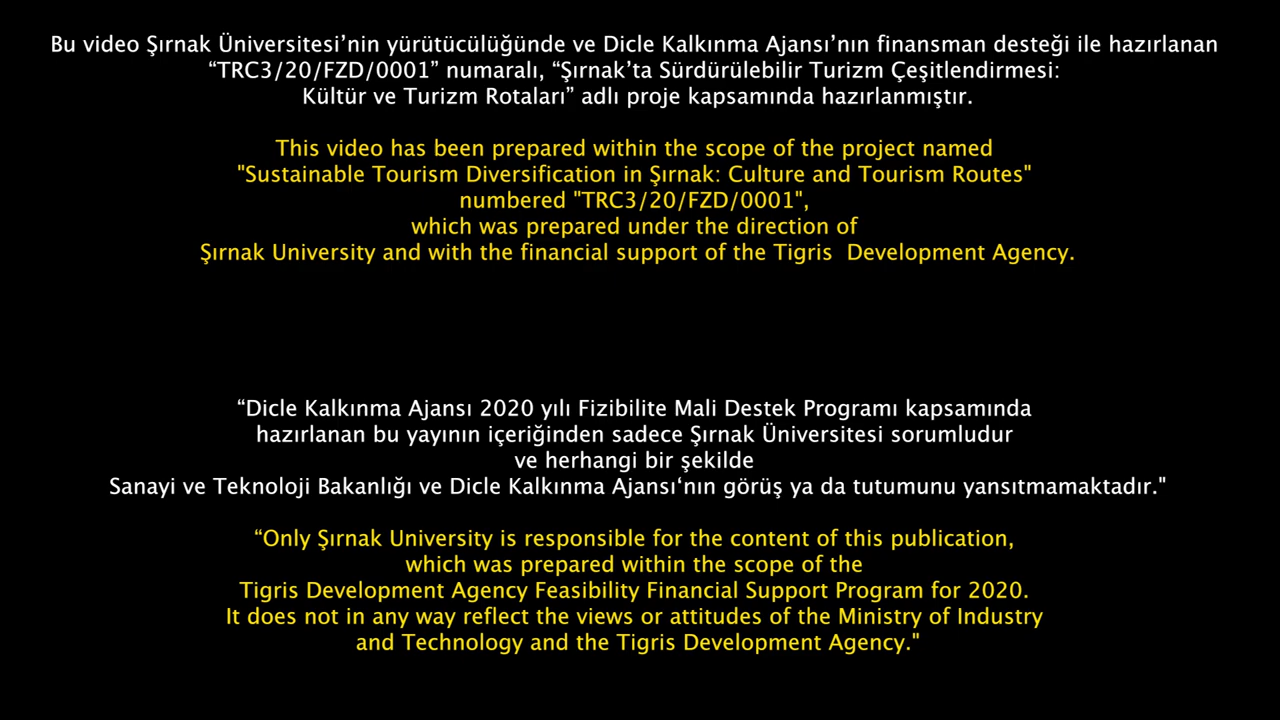 Bu video Şırnak Üniversitesi’nin yürütücülüğünde ve Dicle Kalkınma Ajansı’nın finansman desteği ile hazırlanan
“TRC3/20/FZD/0001” numaralı, “Şırnak’ta Sürdürülebilir Turizm Çeşitlendirmesi:
Kültür ve Turizm Rotaları” adlı proje kapsamında hazırlanmıştır.
This video has been prepared within the scope of the project named
"Sustainable Tourism Diversification in Şırnak: Culture and Tourism Routes"
numbered "TRC3/20/FZD/0001",
which was prepared under the direction of
Şırnak University and with the financial support of the Tigris  Development Agency.
“Dicle Kalkınma Ajansı 2020 yılı Fizibilite Mali Destek Programı kapsamında
hazırlanan bu yayının içeriğinden sadece Şırnak Üniversitesi sorumludur
ve herhangi bir şekilde
Sanayi ve Teknoloji Bakanlığı ve Dicle Kalkınma Ajansı‘nın görüş ya da tutumunu yansıtmamaktadır."
“Only Şırnak University is responsible for the content of this publication,
which was prepared within the scope of the
Tigris Development Agency Feasibility Financial Support Program for 2020.
It does not in any way reflect the views or attitudes of the Ministry of Industry
and Technology and the Tigris Development Agency."